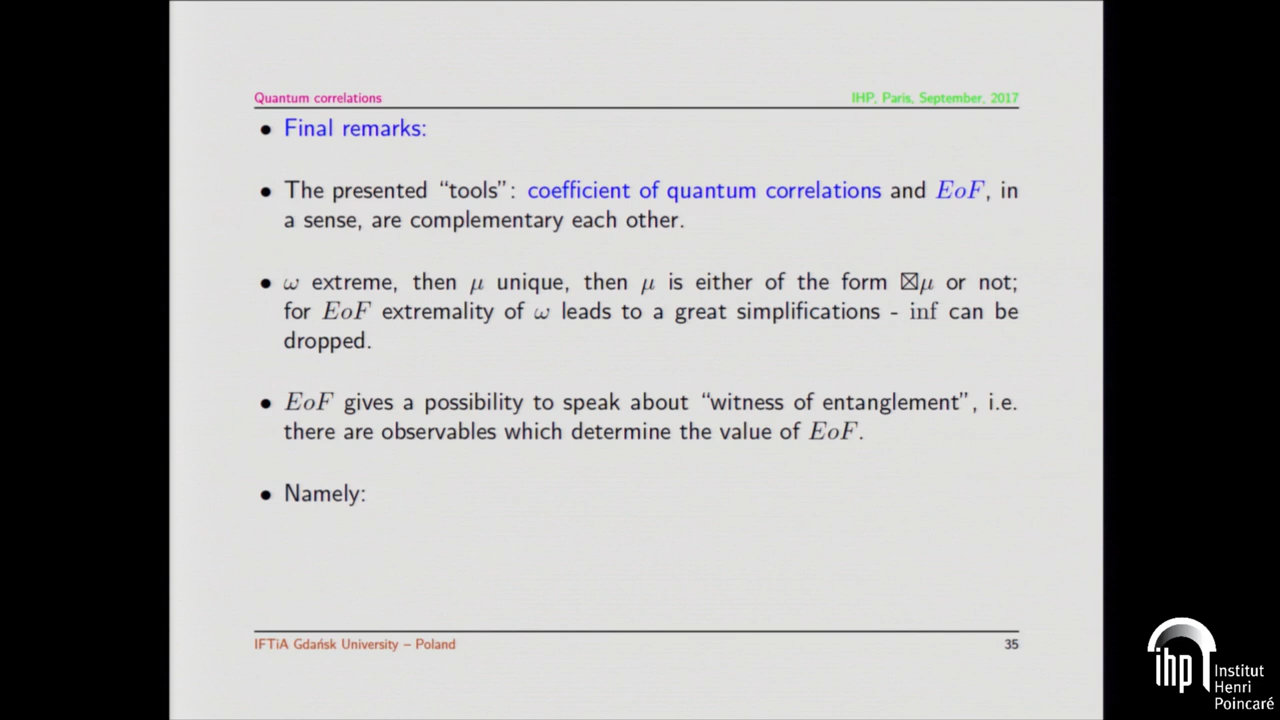 Quantum correlations IHP, Paris, September, 2017
• Final remarks:
• The presented “tools”: coefficient of quantum correlations and EoF, in
a sense, are complementary each other.
• ω extreme, then μ unique, then μ is either of the form ⊠μ or not;
for EoF extremality of ω leads to a great simplifications - inf can be
dropped.
• EoF gives a possibility to speak about “witness of entanglement”, i.e.
there are observables which determine the value of EoF.
• Namely:
IFTiA Gdańsk University – Poland 35
ihp Institut
Henri
Poincaré